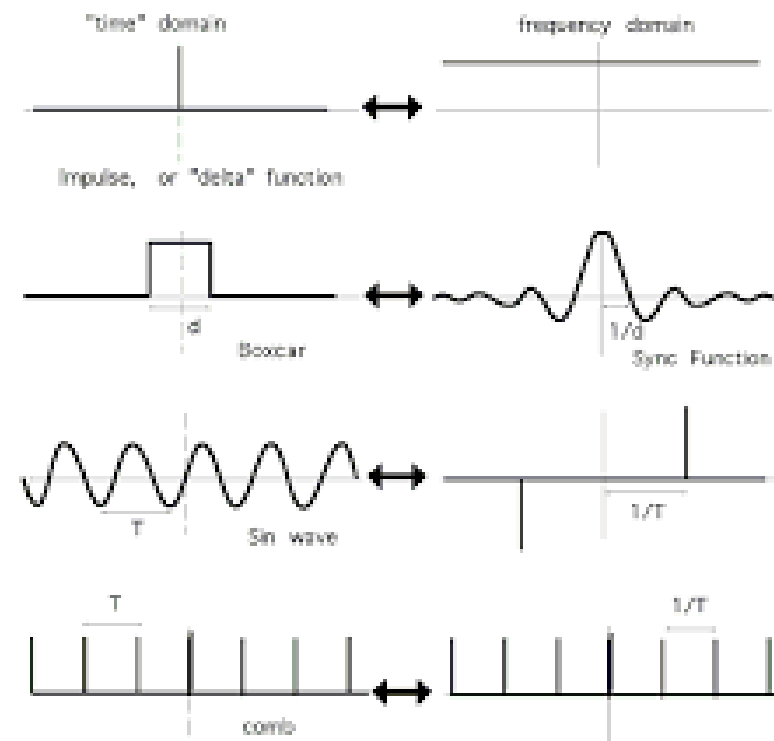 "time" domain
frequency domain
Impulse, or "delta" function
d
Boxcar
1/d
Sync Function
T
Sin wave
1/T
T
1/T
comb